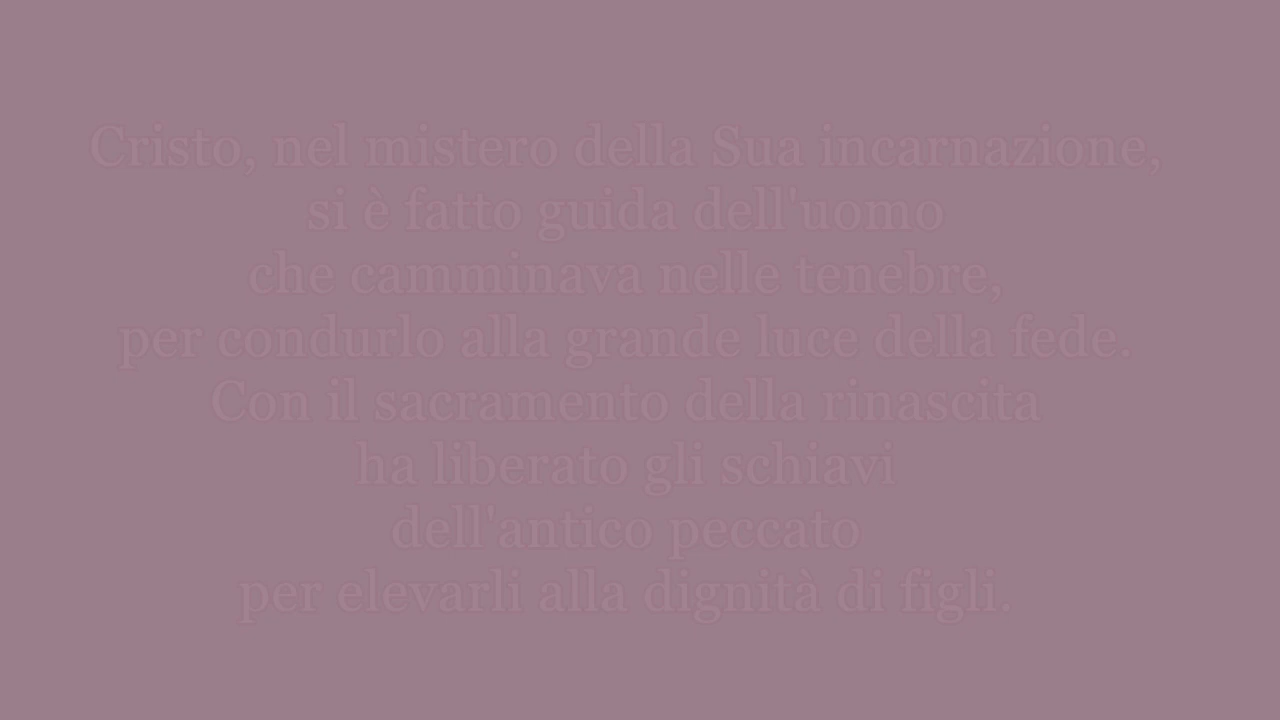 Cristo, nel mistero della Sua incarnazione,
si è fatto guida dell'uomo
che camminava nelle tenebre,
per condurlo alla grande luce della fede.
Con il sacramento della rinascita
ha liberato gli schiavi
dell'antico peccato
per elevarli alla dignità di figli.